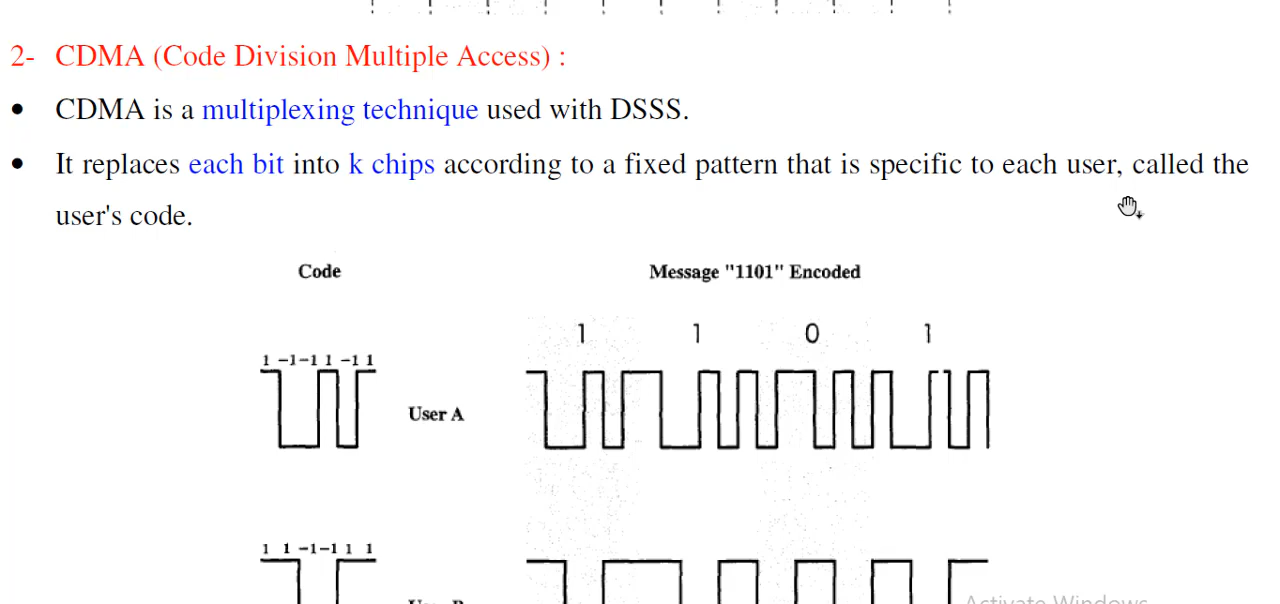 2- CDMA (Code Division Multiple Access) :
• CDMA is a multiplexing technique used with DSSS.
• It replaces each bit into k chips according to a fixed pattern that is specific to each user, called the
user's code.
Code
Message "1101" Encoded
1 1 0 1
1 -1-1 1 -1 1
User A
1 1 -1-1 1 1